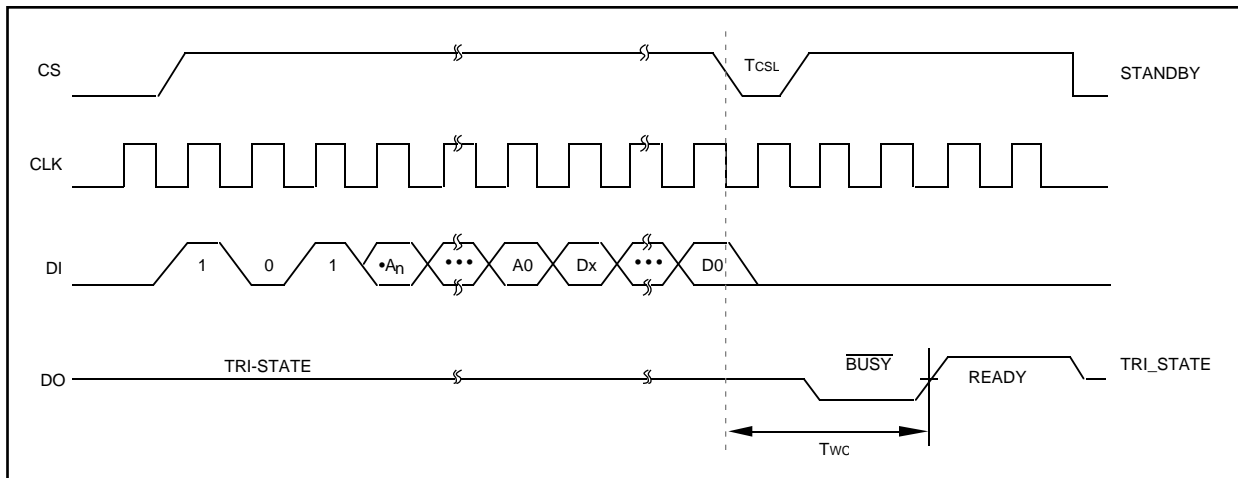 CS
TCSL
STANDBY
CLK
DI
1 0 1 •An ••• A0 Dx ••• D0
DO
TRI-STATE
BUSY
READY
TRI_STATE
TWC